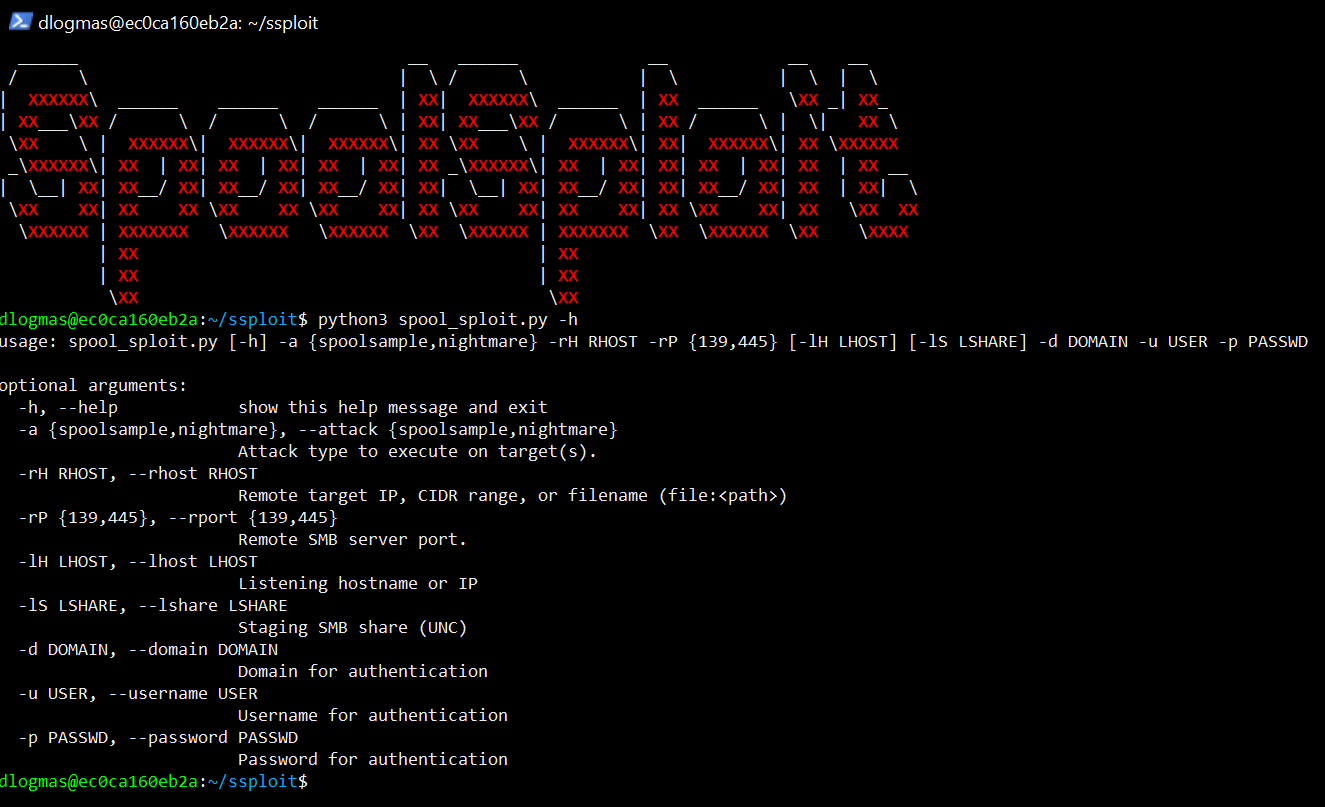 dlogmas@ec0ca160eb2a: ~/ssploit
SpoolSploit
dlogmas@ec0ca160eb2a:~/ssploit$ python3 spool_sploit.py -h
usage: spool_sploit.py [-h] -a {spoolsample,nightmare} -rH RHOST -rP {139,445} [-lH LHOST] [-lS LSHARE] -d DOMAIN -u USER -p PASSWD
optional arguments:
-h, --help show this help message and exit
-a {spoolsample,nightmare}, --attack {spoolsample,nightmare}
Attack type to execute on target(s).
-rH RHOST, --rhost RHOST
Remote target IP, CIDR range, or filename (file:<path>)
-rP {139,445}, --rport {139,445}
Remote SMB server port.
-lH LHOST, --lhost LHOST
Listening hostname or IP
-lS LSHARE, --lshare LSHARE
Staging SMB share (UNC)
-d DOMAIN, --domain DOMAIN
Domain for authentication
-u USER, --username USER
Username for authentication
-p PASSWD, --password PASSWD
Password for authentication
dlogmas@ec0ca160eb2a:~/ssploit$